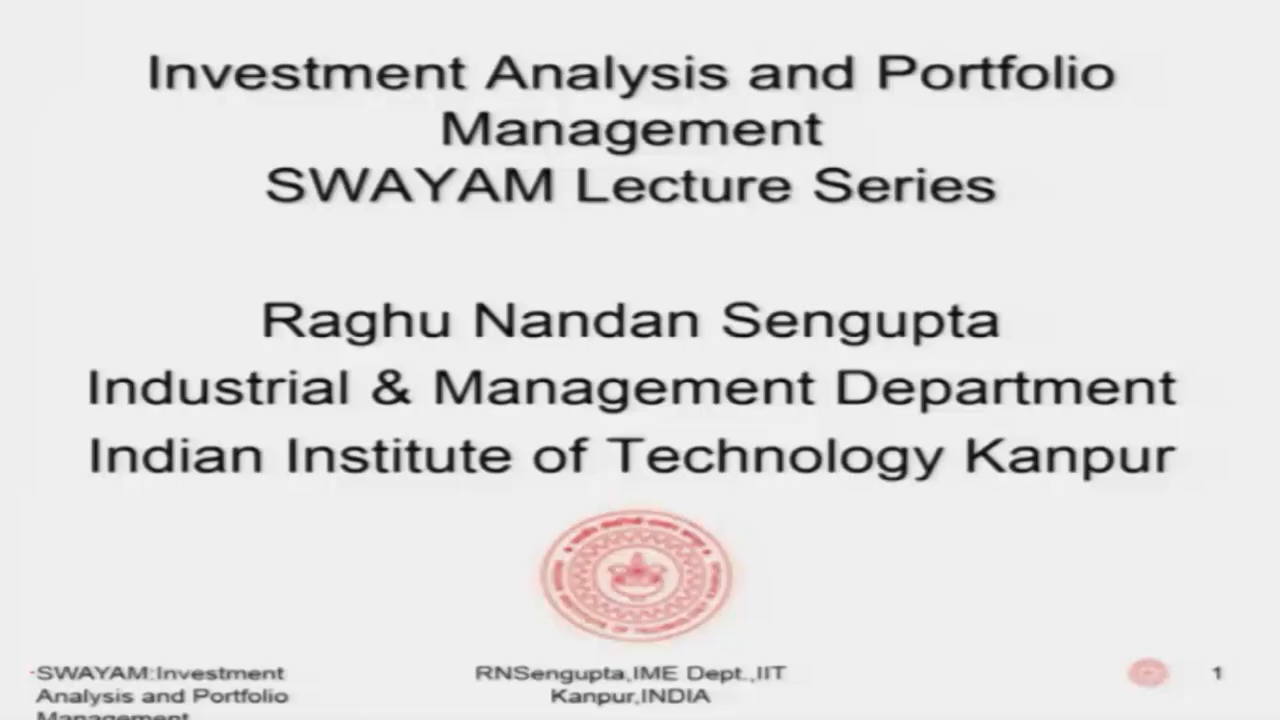 Investment Analysis and Portfolio
Management
SWAYAM Lecture Series
Raghu Nandan Sengupta
Industrial & Management Department
Indian Institute of Technology Kanpur
SWAYAM:Investment
Analysis and Portfolio
Management
RNSengupta,IME Dept.,IIT
Kanpur,INDIA
1